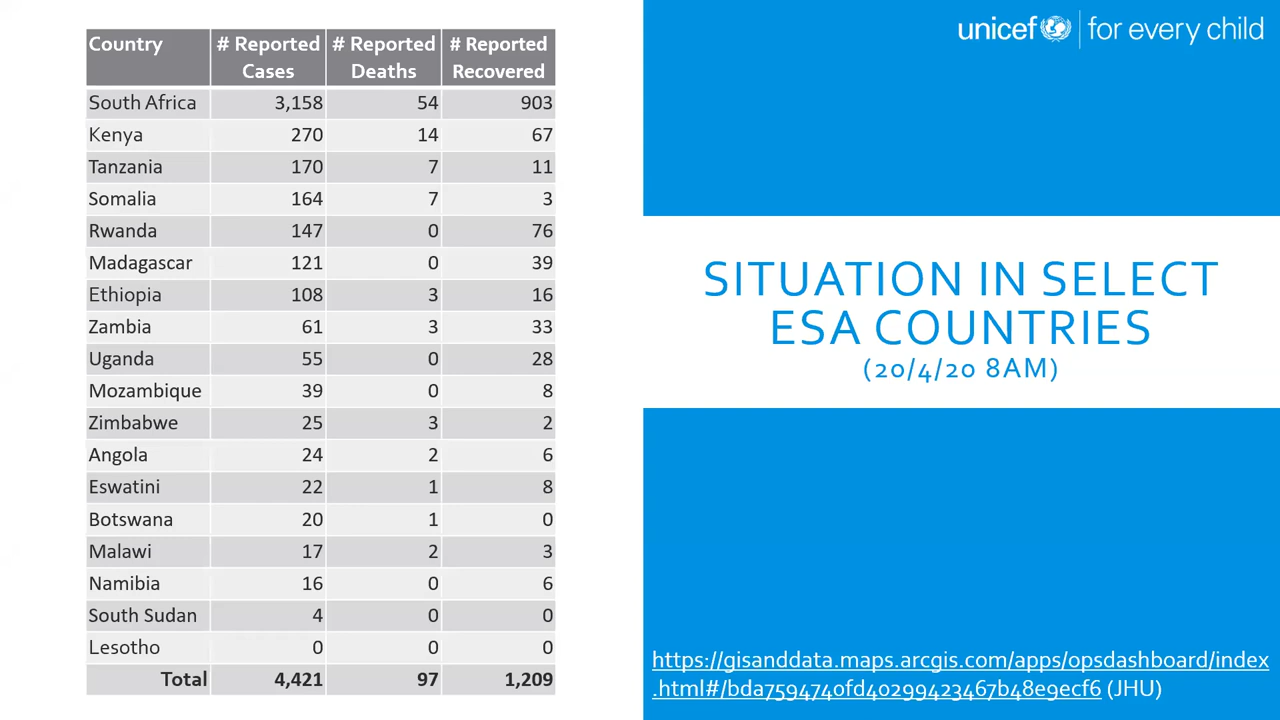 Country # Reported Cases # Reported Deaths # Reported Recovered
South Africa 3,158 54 903
Kenya 270 14 67
Tanzania 170 7 11
Somalia 164 7 3
Rwanda 147 0 76
Madagascar 121 0 39
Ethiopia 108 3 16
Zambia 61 3 33
Uganda 55 0 28
Mozambique 39 0 8
Zimbabwe 25 3 2
Angola 24 2 6
Eswatini 22 1 8
Botswana 20 1 0
Malawi 17 2 3
Namibia 16 0 6
South Sudan 4 0 0
Lesotho 0 0 0
Total 4,421 97 1,209
unicef for every child
SITUATION IN SELECT
ESA COUNTRIES
(20/4/20 8AM)
https://gisanddata.maps.arcgis.com/apps/opsdashboard/index
.html#/bda7594740fd40299423467b48e9ecf6 (JHU)